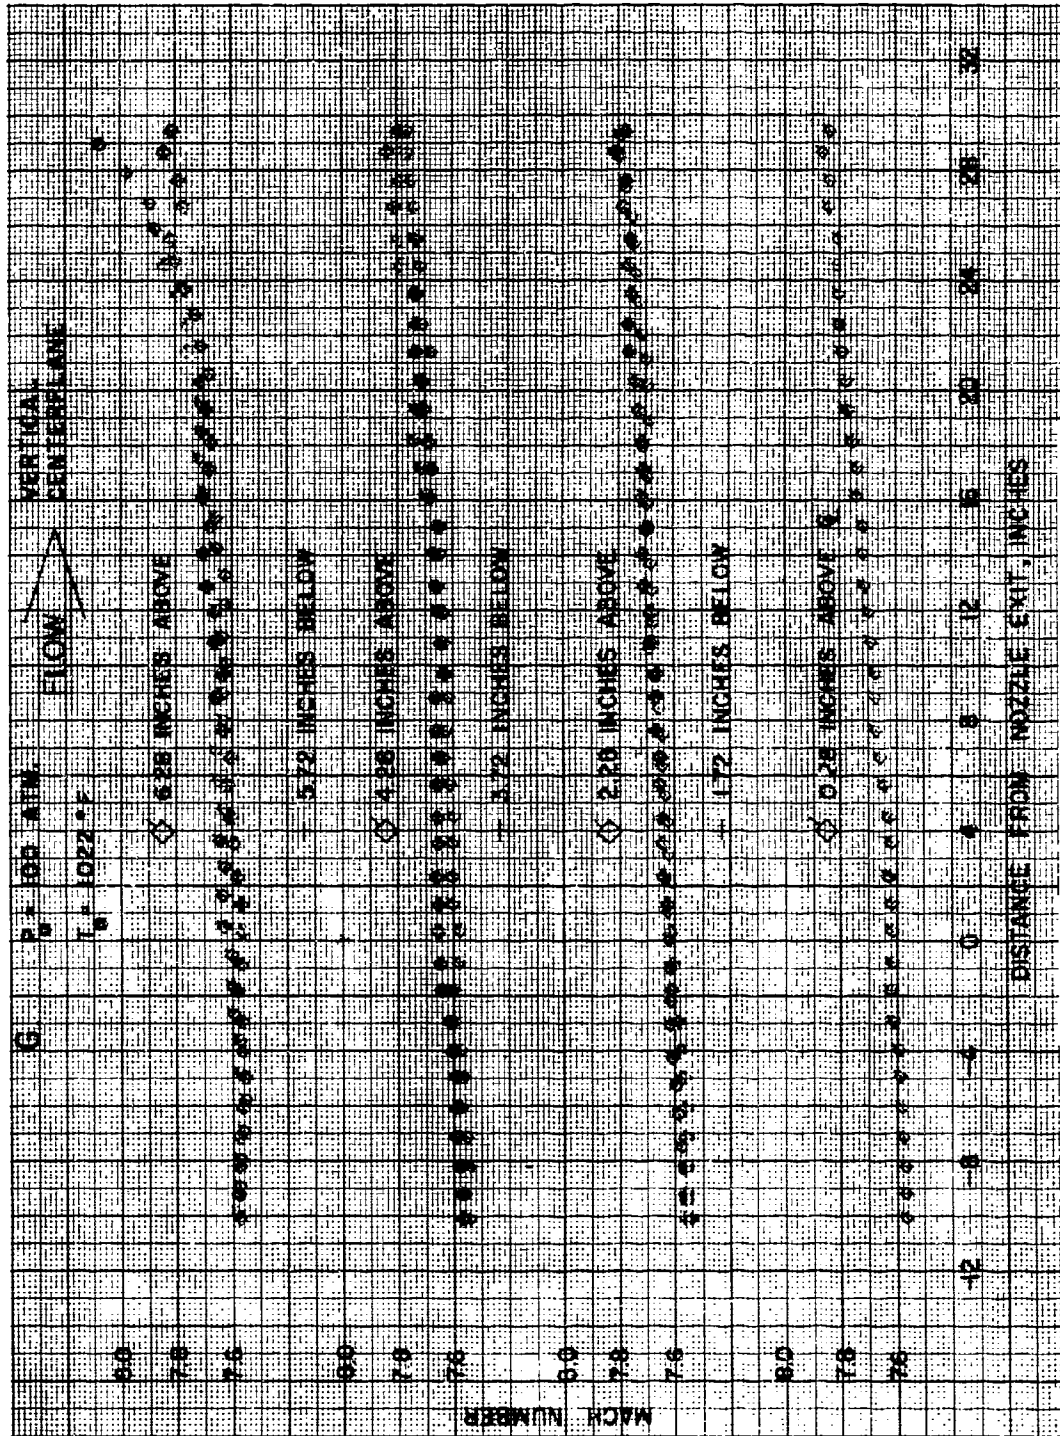 G.
P₀ = 100 ATM.
T₀ = 1022 °F
FLOW
VERTICAL
CENTERPLANE
6.28 INCHES ABOVE
5.72 INCHES BELOW
4.28 INCHES ABOVE
3.72 INCHES BELOW
2.28 INCHES ABOVE
1.72 INCHES BELOW
0.28 INCHES ABOVE ℄
MACH NUMBER
8.0
7.8
7.6
8.0
7.8
7.6
8.0
7.8
7.6
8.0
7.8
7.6
-12 -8 -4 0 4 8 12 16 20 24 28 32
DISTANCE FROM NOZZLE EXIT, INCHES